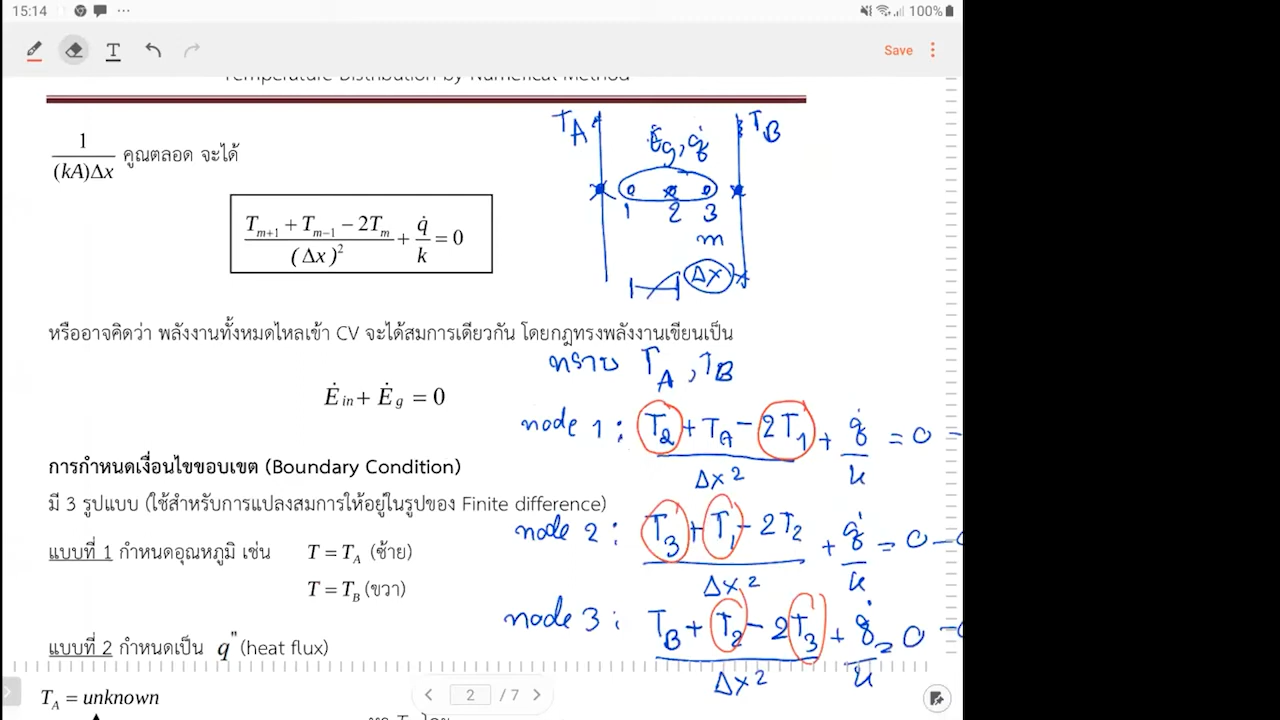 15:14 ... 100%
T Save
Temperature Distribution by Numerical Method
1 / (kA)Δx คูณตลอด จะได้
(T_{m+1} + T_{m−1} − 2T_m) / (Δx)² + q̇ / k = 0
T_A T_B
Ė_g, q̇
1 2 3
m
Δx
หรืออาจคิดว่า พลังงานทั้งหมดไหลเข้า CV จะได้สมการเดียวกัน โดยกฎทรงพลังงานเขียนเป็น
ทราบ T_A, T_B
Ė_in + Ė_g = 0
node 1 : (T_2 + T_A − 2T_1) / Δx² + q̇ / k = 0 −
การกำหนดเงื่อนไขขอบเขต (Boundary Condition)
มี 3 รูปแบบ (ใช้สำหรับการแปลงสมการให้อยู่ในรูปของ Finite difference)
node 2 : (T_3 + T_1 − 2T_2) / Δx² + q̇ / k = 0 −
แบบที่ 1 กำหนดอุณหภูมิ เช่น T = T_A (ซ้าย)
T = T_B (ขวา)
node 3 : (T_B + T_2 − 2T_3) / Δx² + q̇ / k = 0 −
แบบที่ 2 กำหนดเป็น q" (heat flux)
T_A = unknown
2 / 7